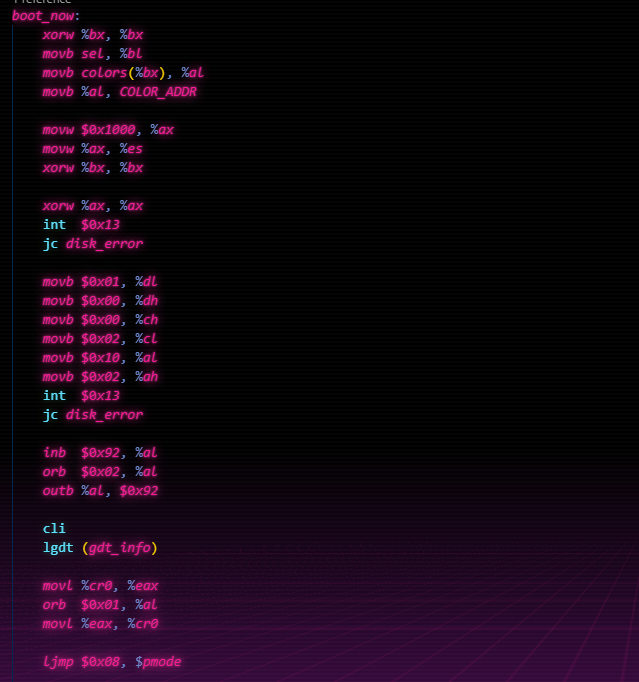 Preference
boot_now:
xorw %bx, %bx
movb sel, %bl
movb colors(%bx), %al
movb %al, COLOR_ADDR
movw $0x1000, %ax
movw %ax, %es
xorw %bx, %bx
xorw %ax, %ax
int $0x13
jc disk_error
movb $0x01, %dl
movb $0x00, %dh
movb $0x00, %ch
movb $0x02, %cl
movb $0x10, %al
movb $0x02, %ah
int $0x13
jc disk_error
inb $0x92, %al
orb $0x02, %al
outb %al, $0x92
cli
lgdt (gdt_info)
movl %cr0, %eax
orb $0x01, %al
movl %eax, %cr0
ljmp $0x08, $pmode